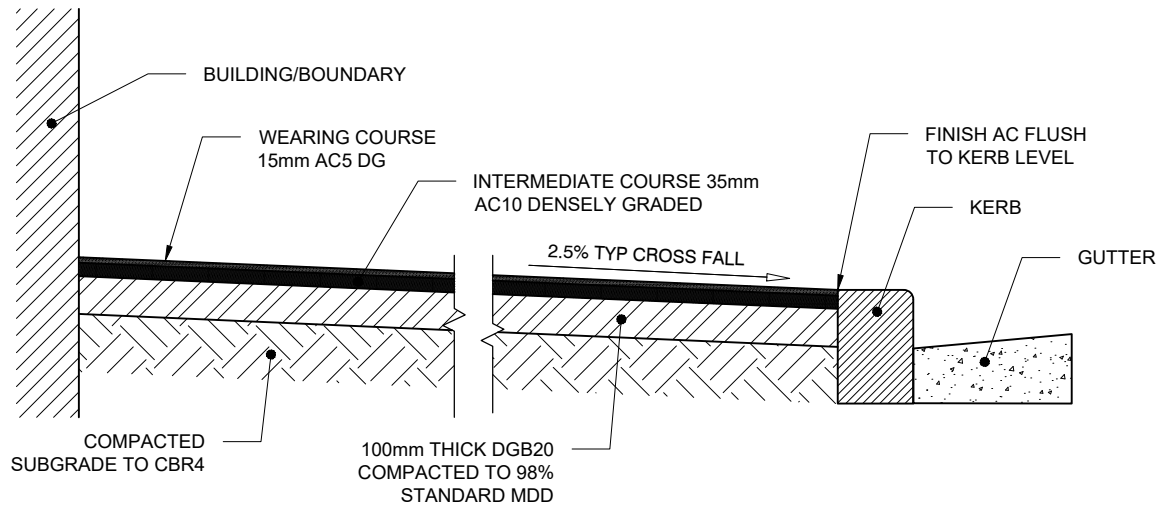 BUILDING/BOUNDARY
WEARING COURSE
15mm AC5 DG
INTERMEDIATE COURSE 35mm
AC10 DENSELY GRADED
FINISH AC FLUSH
TO KERB LEVEL
KERB
2.5% TYP CROSS FALL
GUTTER
COMPACTED
SUBGRADE TO CBR4
100mm THICK DGB20
COMPACTED TO 98%
STANDARD MDD